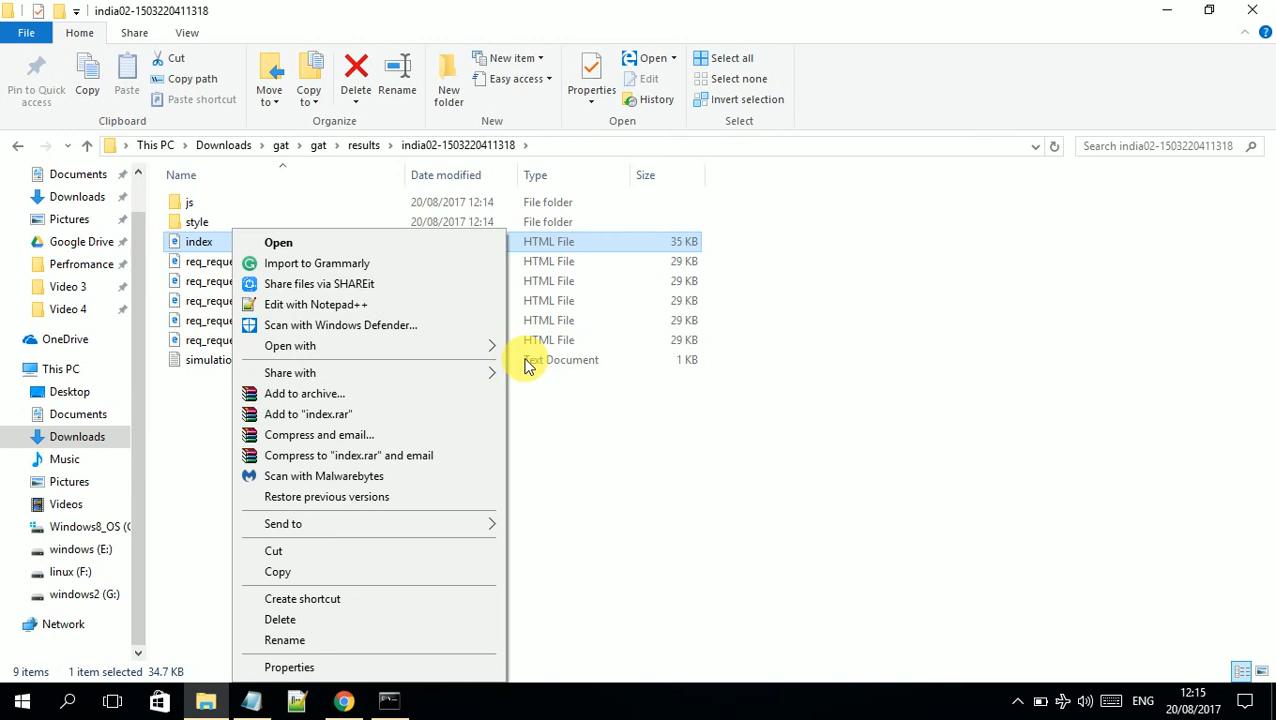 india02-1503220411318
File
Home
Share
View
Pin to Quick access
Copy
Paste
Cut
Copy path
Paste shortcut
Clipboard
Move to
Copy to
Delete
Rename
Organize
New folder
New item
Easy access
New
Properties
Open
Edit
History
Open
Select all
Select none
Invert selection
Select
This PC
Downloads
gat
gat
results
india02-1503220411318
Search india02-1503220411318
Name
Date modified
Type
Size
Documents
Downloads
Pictures
Google Drive
Perfromance
Video 3
Video 4
OneDrive
This PC
Desktop
Documents
Downloads
Music
Pictures
Videos
Windows8_OS (C
windows (E:)
linux (F:)
windows2 (G:)
Network
js 20/08/2017 12:14 File folder
style 20/08/2017 12:14 File folder
index HTML File 35 KB
req_reque HTML File 29 KB
req_reque HTML File 29 KB
req_reque HTML File 29 KB
req_reque HTML File 29 KB
req_reque HTML File 29 KB
simulatio Text Document 1 KB
Open
Import to Grammarly
Share files via SHAREit
Edit with Notepad++
Scan with Windows Defender...
Open with
Share with
Add to archive...
Add to "index.rar"
Compress and email...
Compress to "index.rar" and email
Scan with Malwarebytes
Restore previous versions
Send to
Cut
Copy
Create shortcut
Delete
Rename
Properties
9 items 1 item selected 34.7 KB
ENG
12:15
20/08/2017